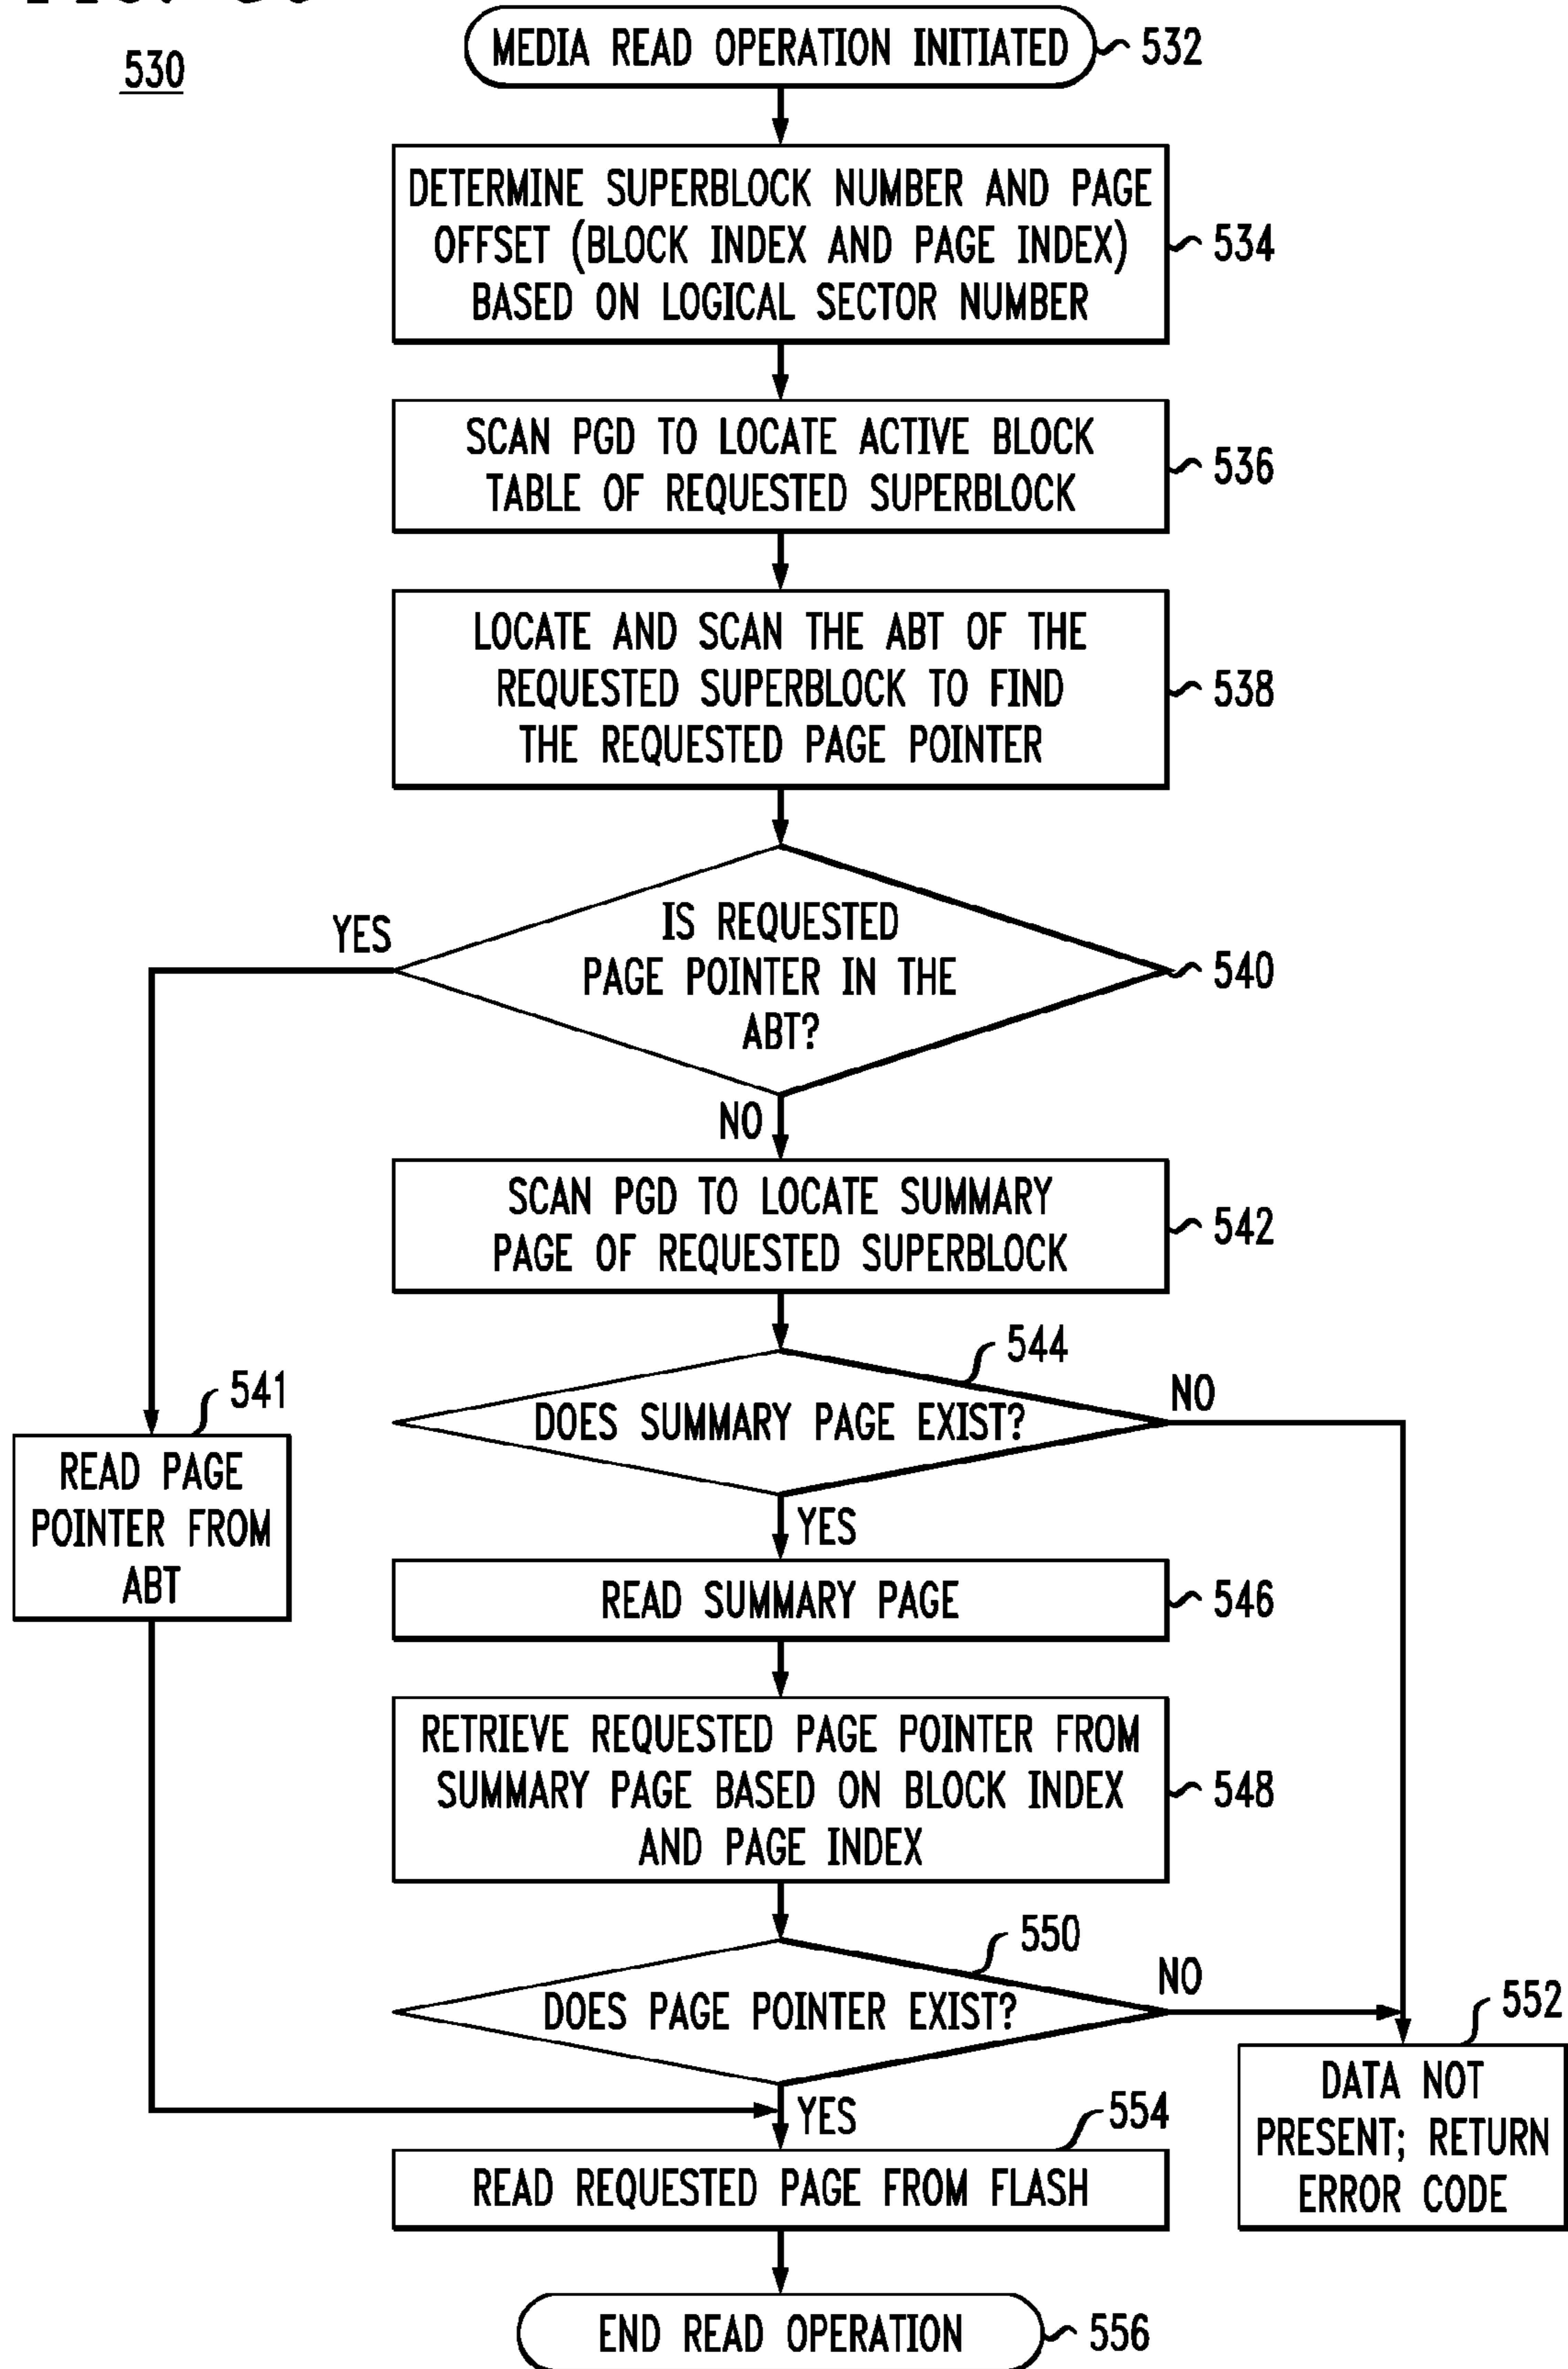 530
MEDIA READ OPERATION INITIATED
532
DETERMINE SUPERBLOCK NUMBER AND PAGE
OFFSET (BLOCK INDEX AND PAGE INDEX)
BASED ON LOGICAL SECTOR NUMBER
534
SCAN PGD TO LOCATE ACTIVE BLOCK
TABLE OF REQUESTED SUPERBLOCK
536
LOCATE AND SCAN THE ABT OF THE
REQUESTED SUPERBLOCK TO FIND
THE REQUESTED PAGE POINTER
538
YES
IS REQUESTED
PAGE POINTER IN THE
ABT?
540
NO
SCAN PGD TO LOCATE SUMMARY
PAGE OF REQUESTED SUPERBLOCK
542
544
DOES SUMMARY PAGE EXIST?
NO
541
READ PAGE
POINTER FROM
ABT
YES
READ SUMMARY PAGE
546
RETRIEVE REQUESTED PAGE POINTER FROM
SUMMARY PAGE BASED ON BLOCK INDEX
AND PAGE INDEX
548
550
DOES PAGE POINTER EXIST?
NO
552
DATA NOT
PRESENT; RETURN
ERROR CODE
YES
554
READ REQUESTED PAGE FROM FLASH
END READ OPERATION
556